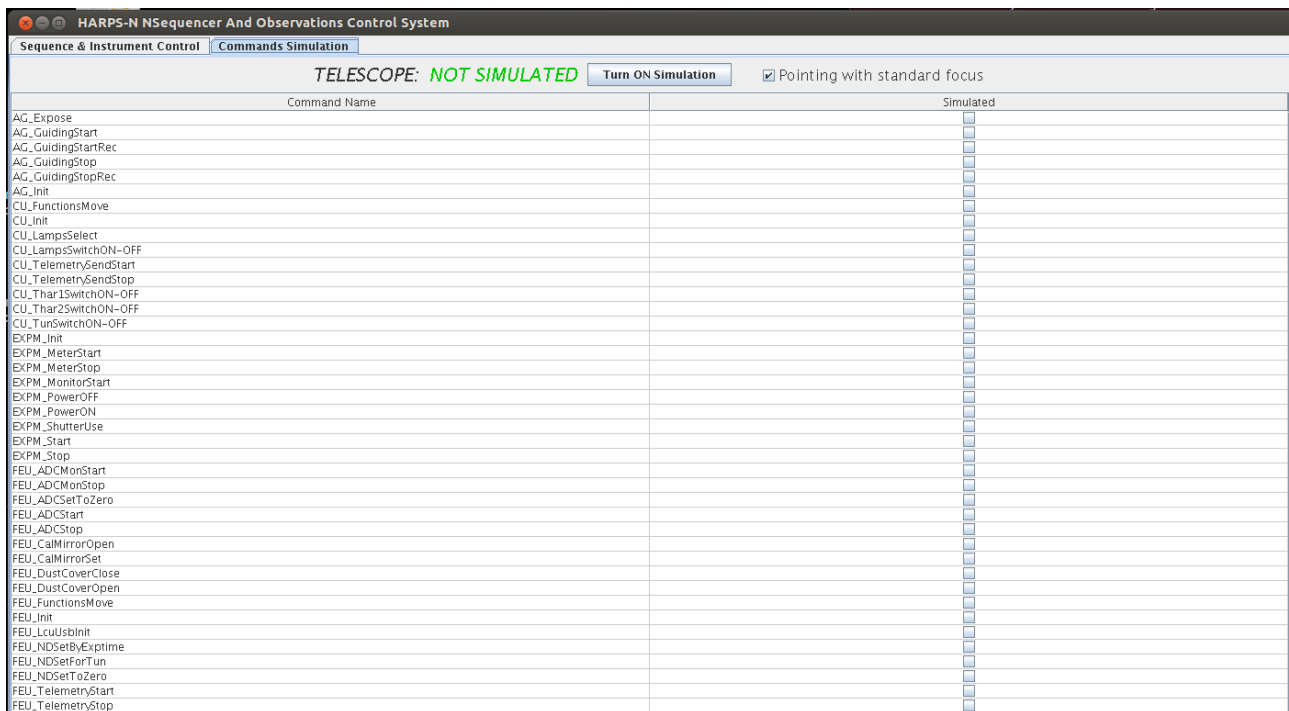 HARPS-N NSequencer And Observations Control System
Sequence & Instrument Control Commands Simulation
TELESCOPE: NOT SIMULATED Turn ON Simulation Pointing with standard focus
Command Name Simulated
AG_Expose
AG_GuidingStart
AG_GuidingStartRec
AG_GuidingStop
AG_GuidingStopRec
AG_Init
CU_FunctionsMove
CU_Init
CU_LampsSelect
CU_LampsSwitchON-OFF
CU_TelemetrySendStart
CU_TelemetrySendStop
CU_Thar1SwitchON-OFF
CU_Thar2SwitchON-OFF
CU_TunSwitchON-OFF
EXPM_Init
EXPM_MeterStart
EXPM_MeterStop
EXPM_MonitorStart
EXPM_PowerOFF
EXPM_PowerON
EXPM_ShutterUse
EXPM_Start
EXPM_Stop
FEU_ADCMonStart
FEU_ADCMonStop
FEU_ADCSetToZero
FEU_ADCStart
FEU_ADCStop
FEU_CalMirrorOpen
FEU_CalMirrorSet
FEU_DustCoverClose
FEU_DustCoverOpen
FEU_FunctionsMove
FEU_Init
FEU_LcuUsbInit
FEU_NDSetByExptime
FEU_NDSetForTun
FEU_NDSetToZero
FEU_TelemetryStart
FEU_TelemetryStop